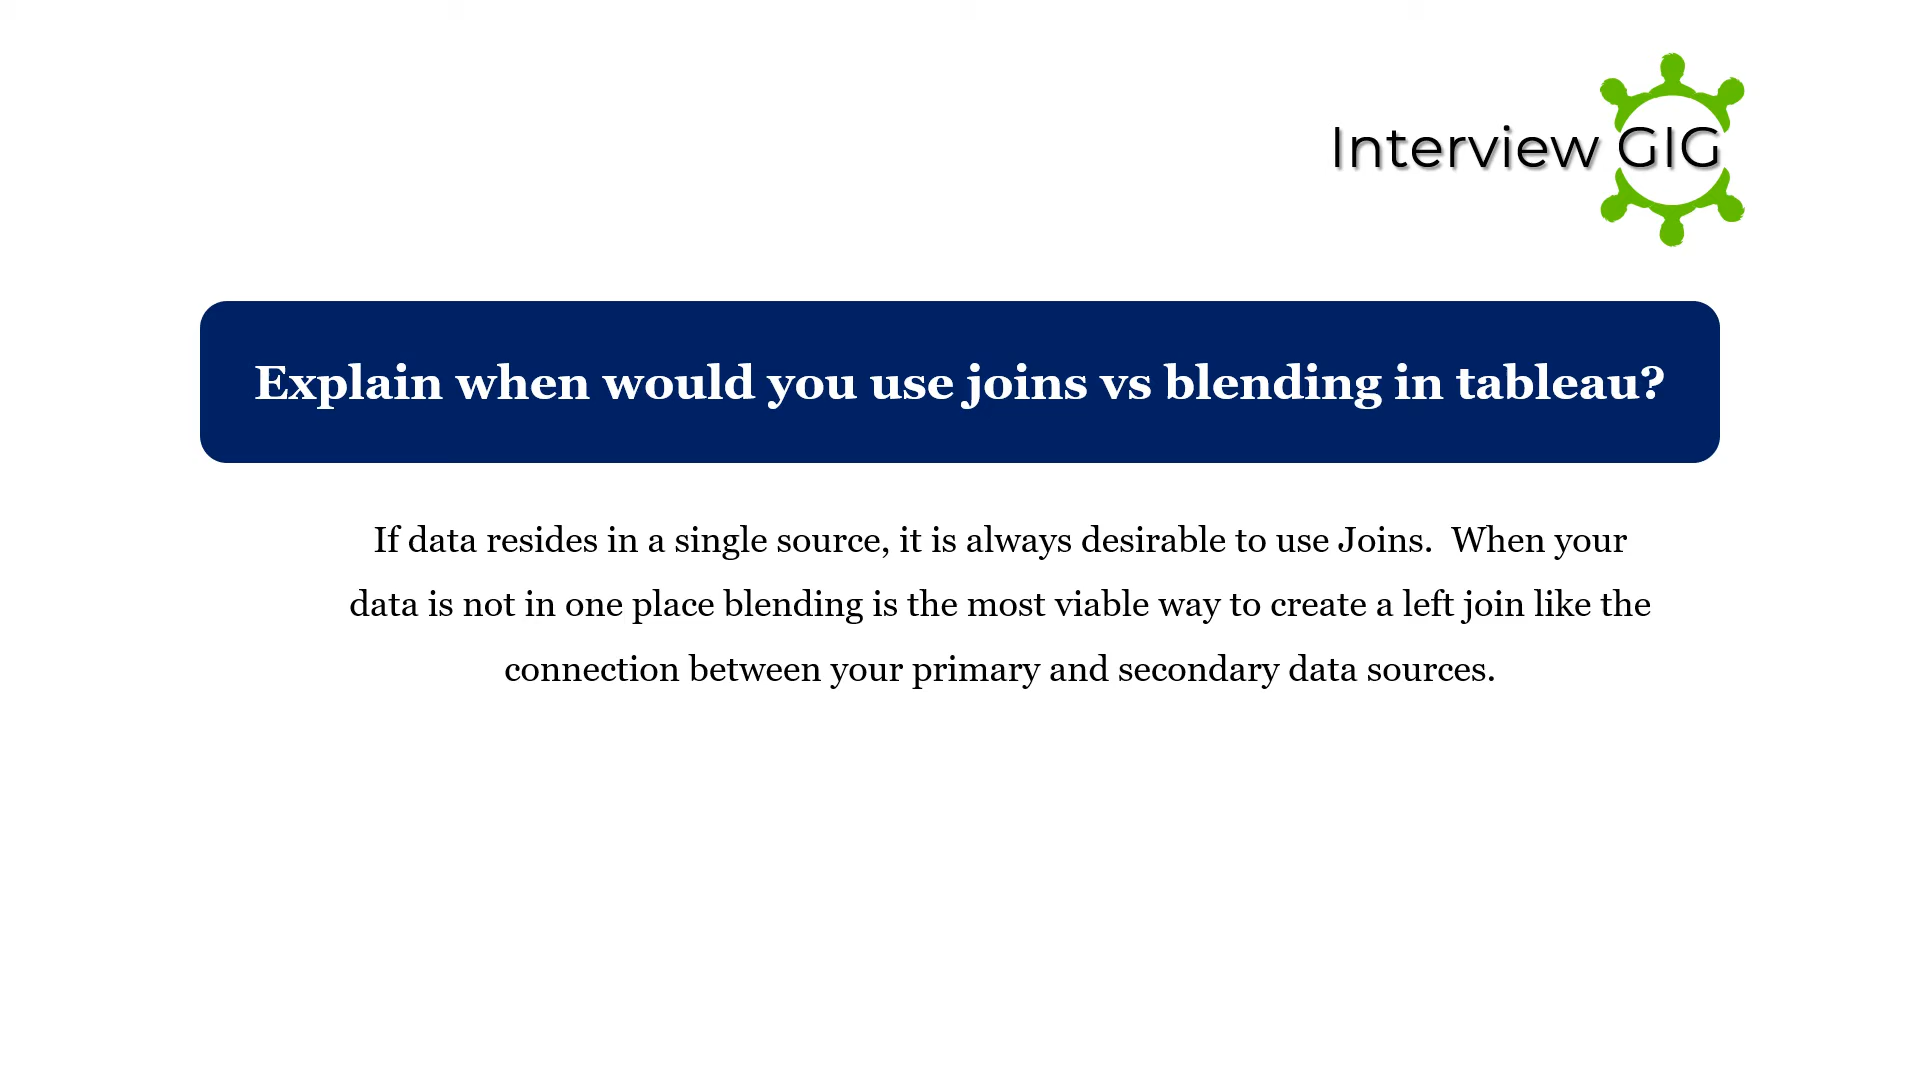 Interview GIG
Explain when would you use joins vs blending in tableau?
If data resides in a single source, it is always desirable to use Joins.  When your
data is not in one place blending is the most viable way to create a left join like the
connection between your primary and secondary data sources.